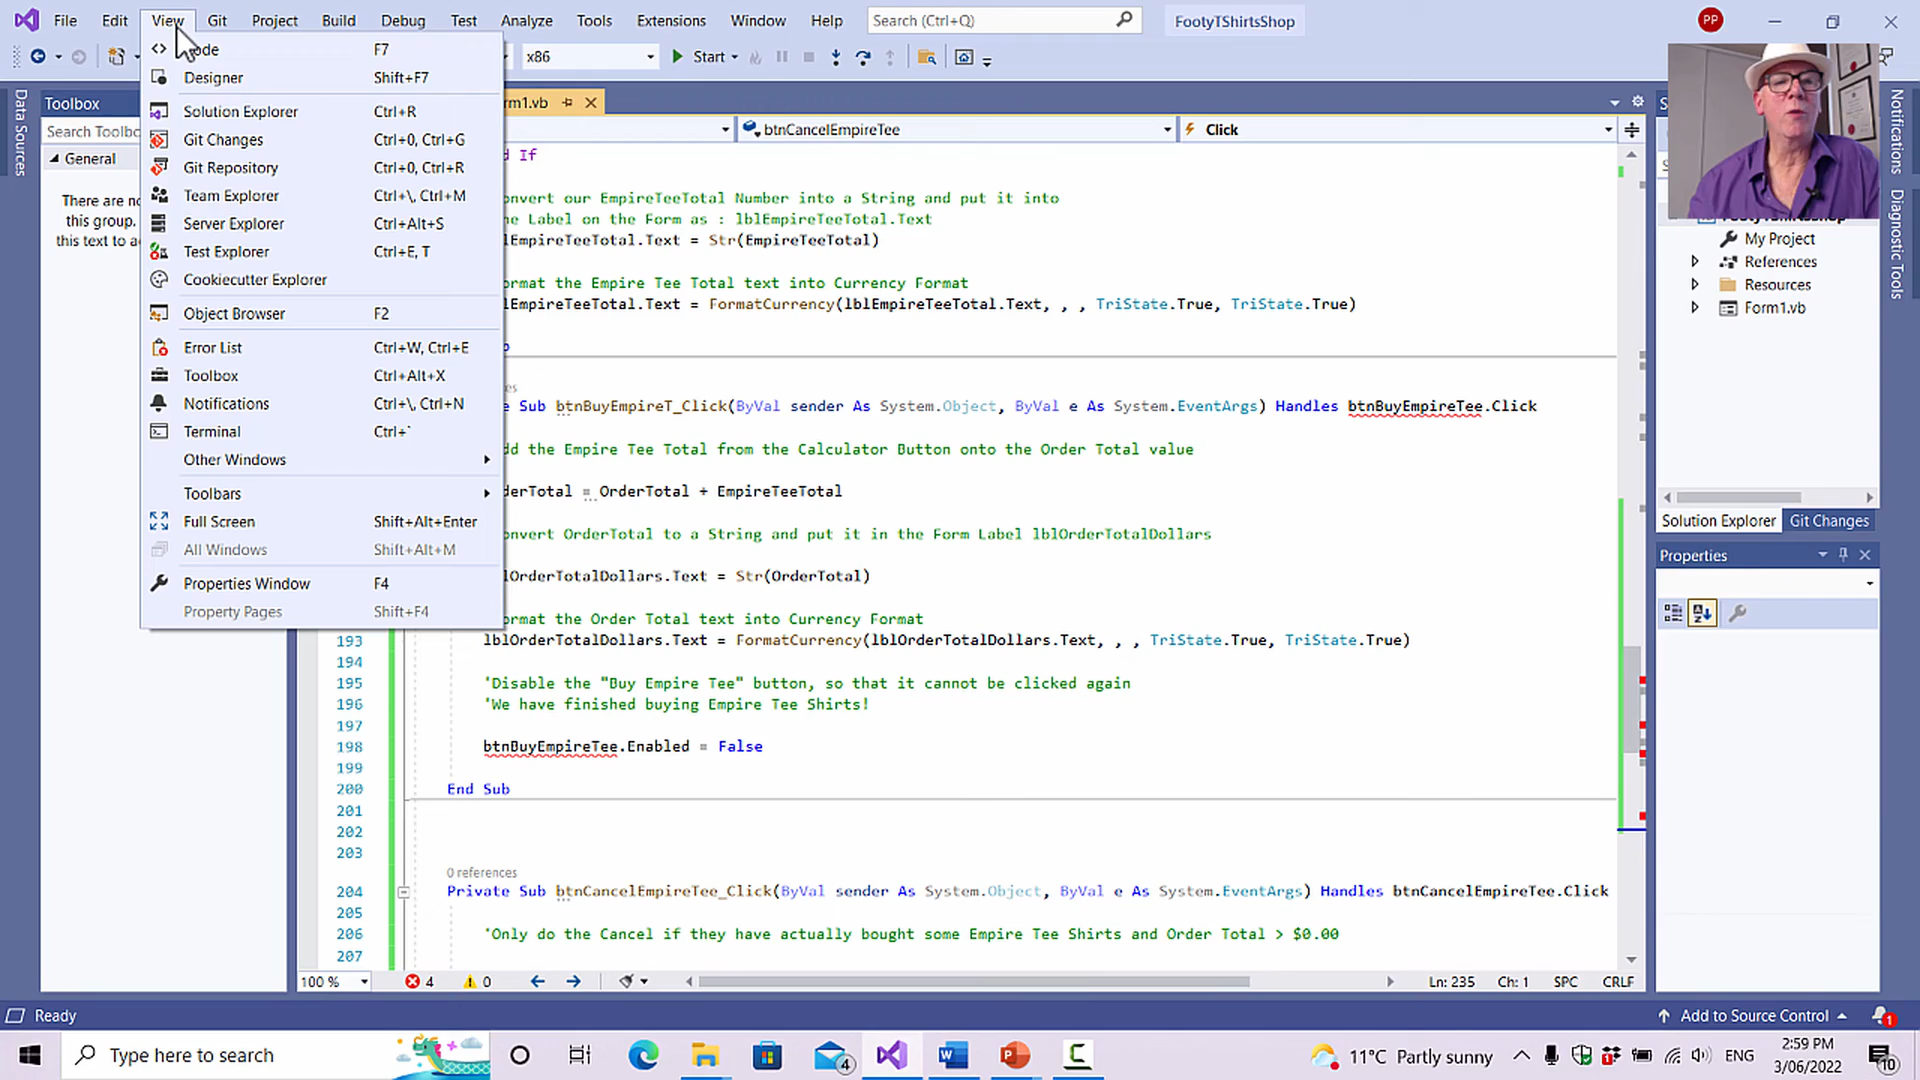 File Edit View Git Project Build Debug Test Analyze Tools Extensions Window Help Search (Ctrl+Q) FootyTShirtsShop PP
x86 Start
Data Sources
Toolbox
Search Toolbo
General
There are no
this group.
this text to a
ode F7
Designer Shift+F7
Solution Explorer Ctrl+R
Git Changes Ctrl+0, Ctrl+G
Git Repository Ctrl+0, Ctrl+R
Team Explorer Ctrl+\, Ctrl+M
Server Explorer Ctrl+Alt+S
Test Explorer Ctrl+E, T
Cookiecutter Explorer
Object Browser F2
Error List Ctrl+W, Ctrl+E
Toolbox Ctrl+Alt+X
Notifications Ctrl+\, Ctrl+N
Terminal Ctrl+`
Other Windows
Toolbars
Full Screen Shift+Alt+Enter
All Windows Shift+Alt+M
Properties Window F4
Property Pages Shift+F4
rm1.vb
btnCancelEmpireTee Click
d If
onvert our EmpireTeeTotal Number into a String and put it into
he Label on the Form as : lblEmpireTeeTotal.Text
lEmpireTeeTotal.Text = Str(EmpireTeeTotal)
ormat the Empire Tee Total text into Currency Format
lEmpireTeeTotal.Text = FormatCurrency(lblEmpireTeeTotal.Text, , , TriState.True, TriState.True)
b
ces
e Sub btnBuyEmpireT_Click(ByVal sender As System.Object, ByVal e As System.EventArgs) Handles btnBuyEmpireTee.Click
dd the Empire Tee Total from the Calculator Button onto the Order Total value
derTotal = OrderTotal + EmpireTeeTotal
onvert OrderTotal to a String and put it in the Form Label lblOrderTotalDollars
lOrderTotalDollars.Text = Str(OrderTotal)
ormat the Order Total text into Currency Format
193 lblOrderTotalDollars.Text = FormatCurrency(lblOrderTotalDollars.Text, , , TriState.True, TriState.True)
194
195 'Disable the "Buy Empire Tee" button, so that it cannot be clicked again
196 'We have finished buying Empire Tee Shirts!
197
198 btnBuyEmpireTee.Enabled = False
199
200 End Sub
201
202
203
0 references
204 Private Sub btnCancelEmpireTee_Click(ByVal sender As System.Object, ByVal e As System.EventArgs) Handles btnCancelEmpireTee.Click
205
206 'Only do the Cancel if they have actually bought some Empire Tee Shirts and Order Total > $0.00
207
100 % 4 0 Ln: 235 Ch: 1 SPC CRLF
My Project
References
Resources
Form1.vb
Solution Explorer Git Changes
Properties
Notifications
Diagnostic Tools
Ready Add to Source Control 1
Type here to search 4 11°C Partly sunny ENG 2:59 PM
3/06/2022 10